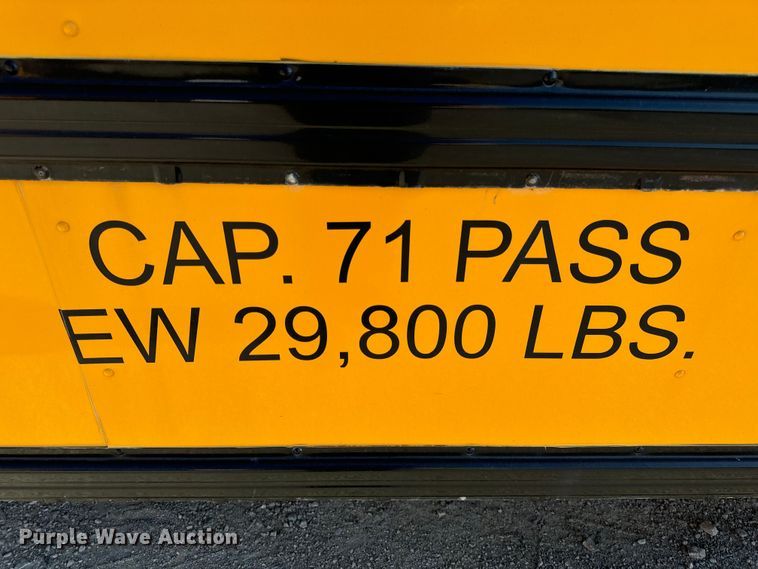 CAP. 71 PASS
EW 29,800 LBS.
Purple Wave Auction